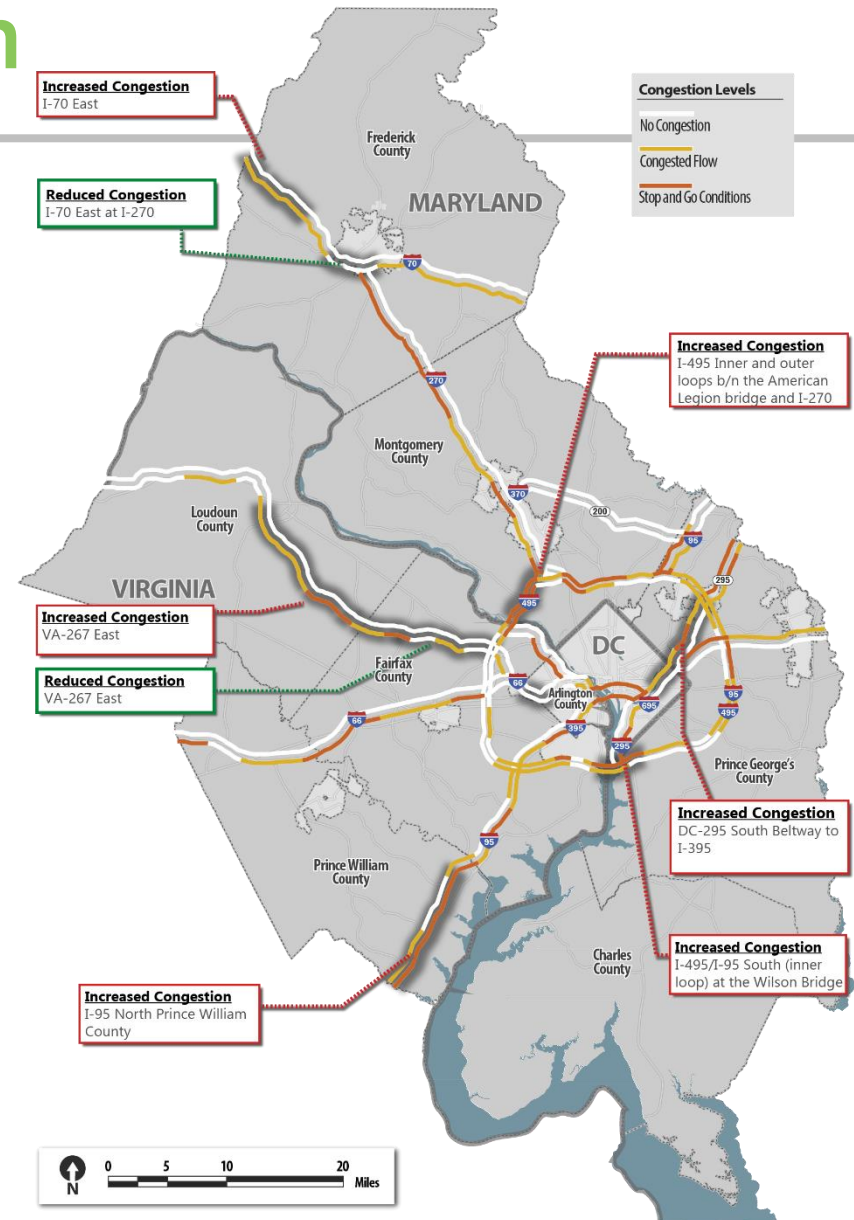 n
Increased Congestion
I-70 East
Reduced Congestion
I-70 East at I-270
Congestion Levels
No Congestion
Congested Flow
Stop and Go Conditions
Frederick
County
MARYLAND
70
270
Increased Congestion
I-495 Inner and outer
loops b/n the American
Legion bridge and I-270
Montgomery
County
370
200
95
Loudoun
County
295
VIRGINIA
495
Increased Congestion
VA-267 East
DC
Fairfax
County
Reduced Congestion
VA-267 East
66
Arlington
County
95
695
495
66
395
295
Prince George's
County
Increased Congestion
DC-295 South Beltway to
I-395
95
Prince William
County
Charles
County
Increased Congestion
I-495/I-95 South (inner
loop) at the Wilson Bridge
Increased Congestion
I-95 North Prince William
County
N
0 5 10 20
Miles